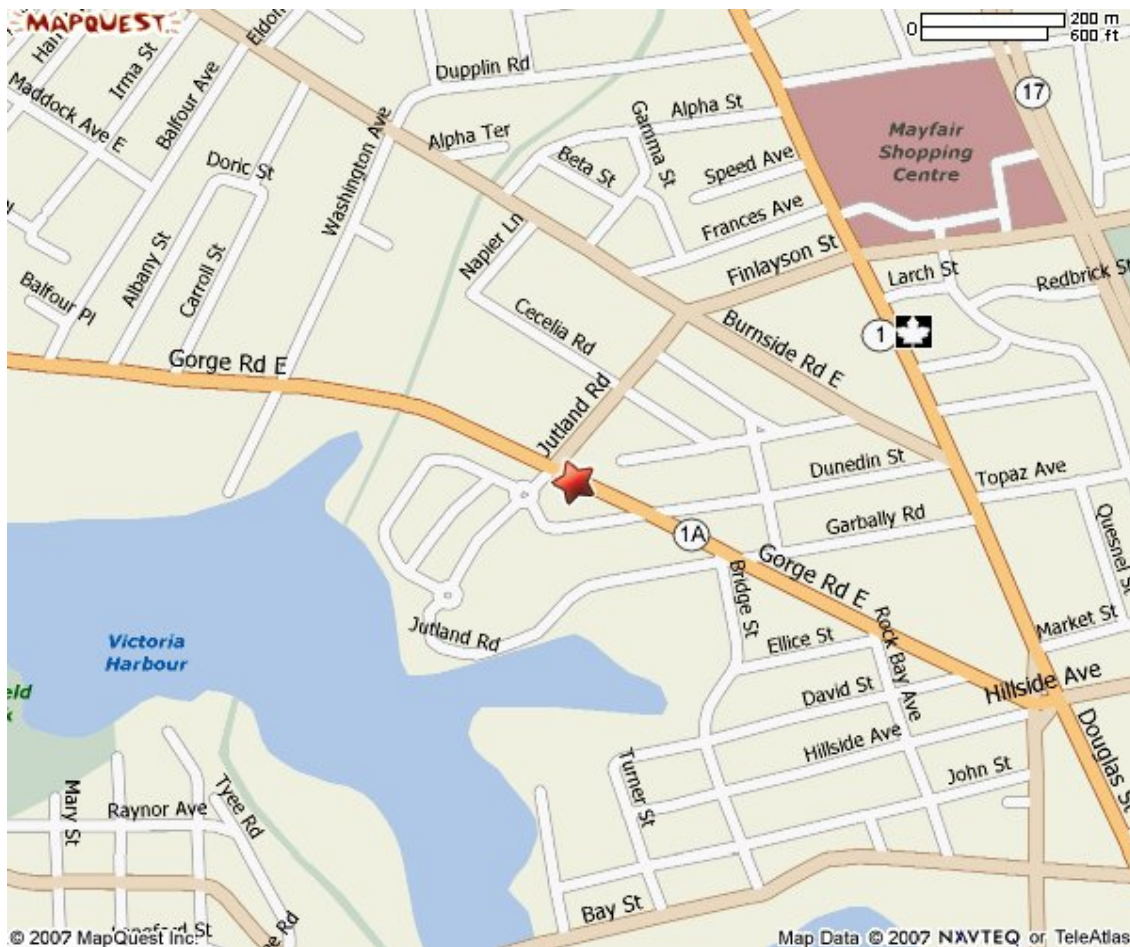 MAPQUEST
0
200 m
600 ft
Irma St
Balfour Ave
Maddock Ave E
Dupplin Rd
17
Alpha St
Gamma St
Alpha Ter
Washington Ave
Doric St
Beta St
Speed Ave
Mayfair
Shopping
Centre
Frances Ave
Napier Ln
Finlayson St
Albany St
Carroll St
Larch St
Redbrick St
Balfour Pl
Cecelia Rd
Burnside Rd E
1
Gorge Rd E
Jutland Rd
Dunedin St
Topaz Ave
Garbally Rd
Quesnel St
1A
Gorge Rd E
Bridge St
Rock Bay Ave
Market St
Jutland Rd
Ellice St
Victoria
Harbour
David St
Hillside Ave
Hillside Ave
Douglas St
Turner St
John St
Mary St
Raynor Ave
Tyee Rd
Bay St
© 2007 MapQuest Inc.
Map Data © 2007 NAVTEQ or TeleAtlas